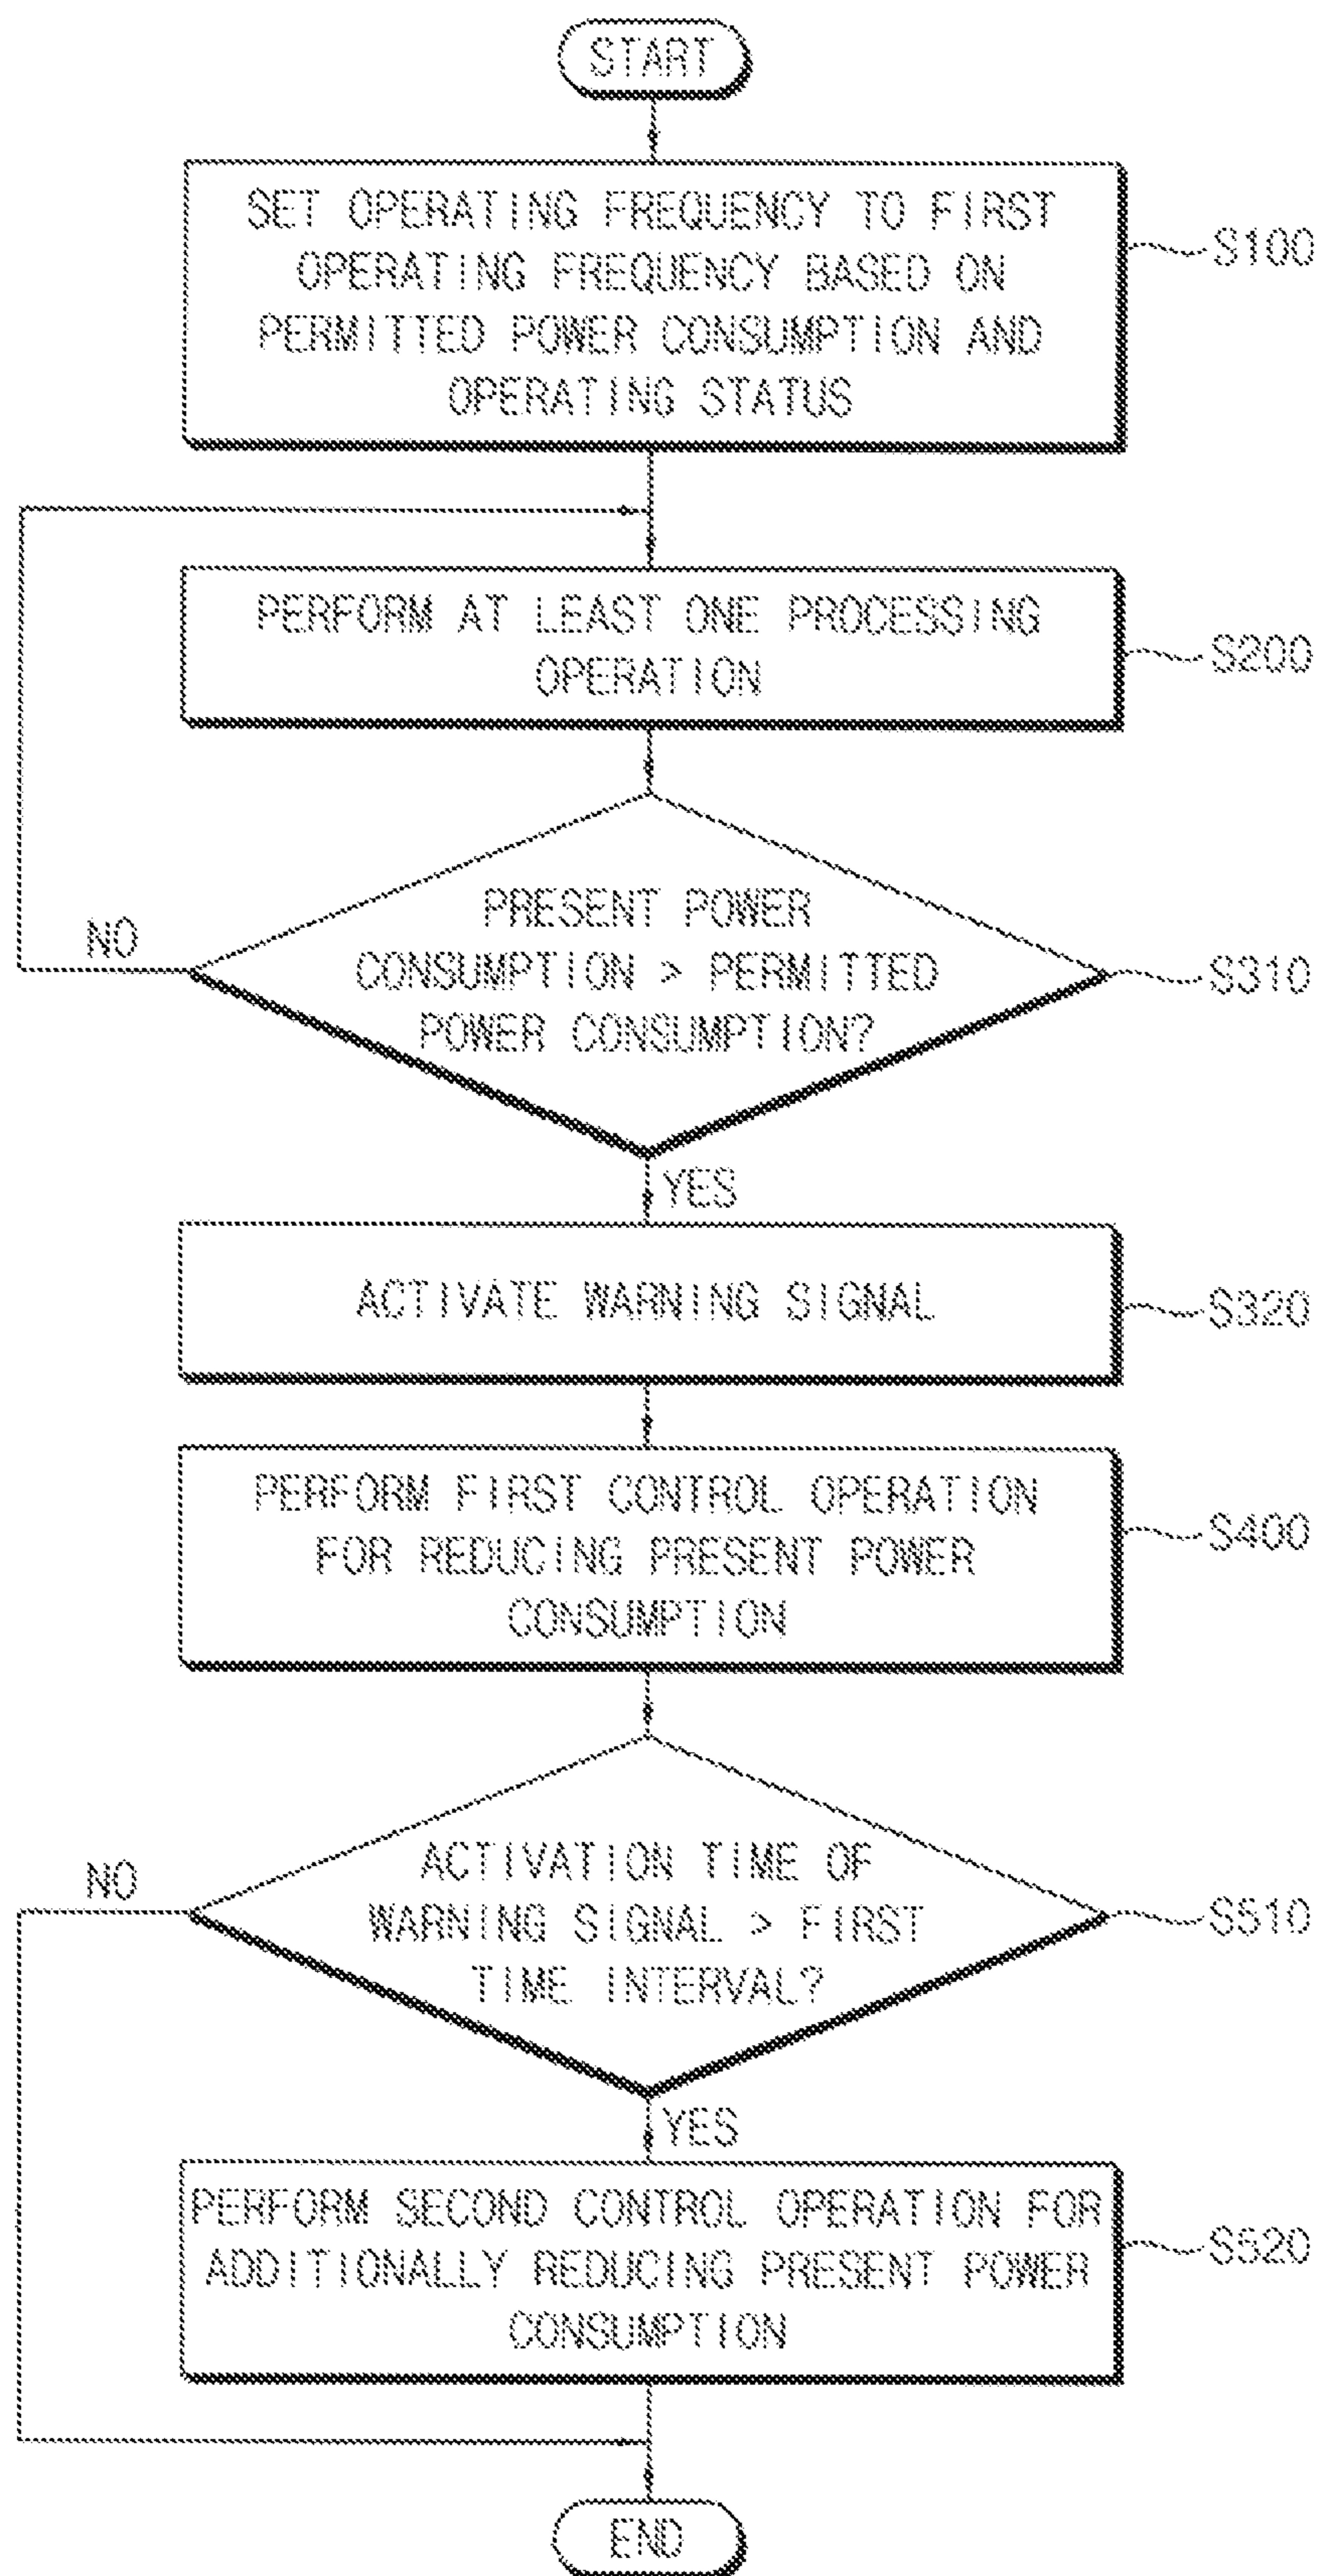 START
SET OPERATING FREQUENCY TO FIRST
OPERATING FREQUENCY BASED ON
PERMITTED POWER CONSUMPTION AND
OPERATING STATUS
S100
PERFORM AT LEAST ONE PROCESSING
OPERATION
S200
PRESENT POWER
CONSUMPTION > PERMITTED
POWER CONSUMPTION?
NO
S310
YES
ACTIVATE WARNING SIGNAL
S320
PERFORM FIRST CONTROL OPERATION
FOR REDUCING PRESENT POWER
CONSUMPTION
S400
ACTIVATION TIME OF
WARNING SIGNAL > FIRST
TIME INTERVAL?
NO
S510
YES
PERFORM SECOND CONTROL OPERATION FOR
ADDITIONALLY REDUCING PRESENT POWER
CONSUMPTION
S520
END